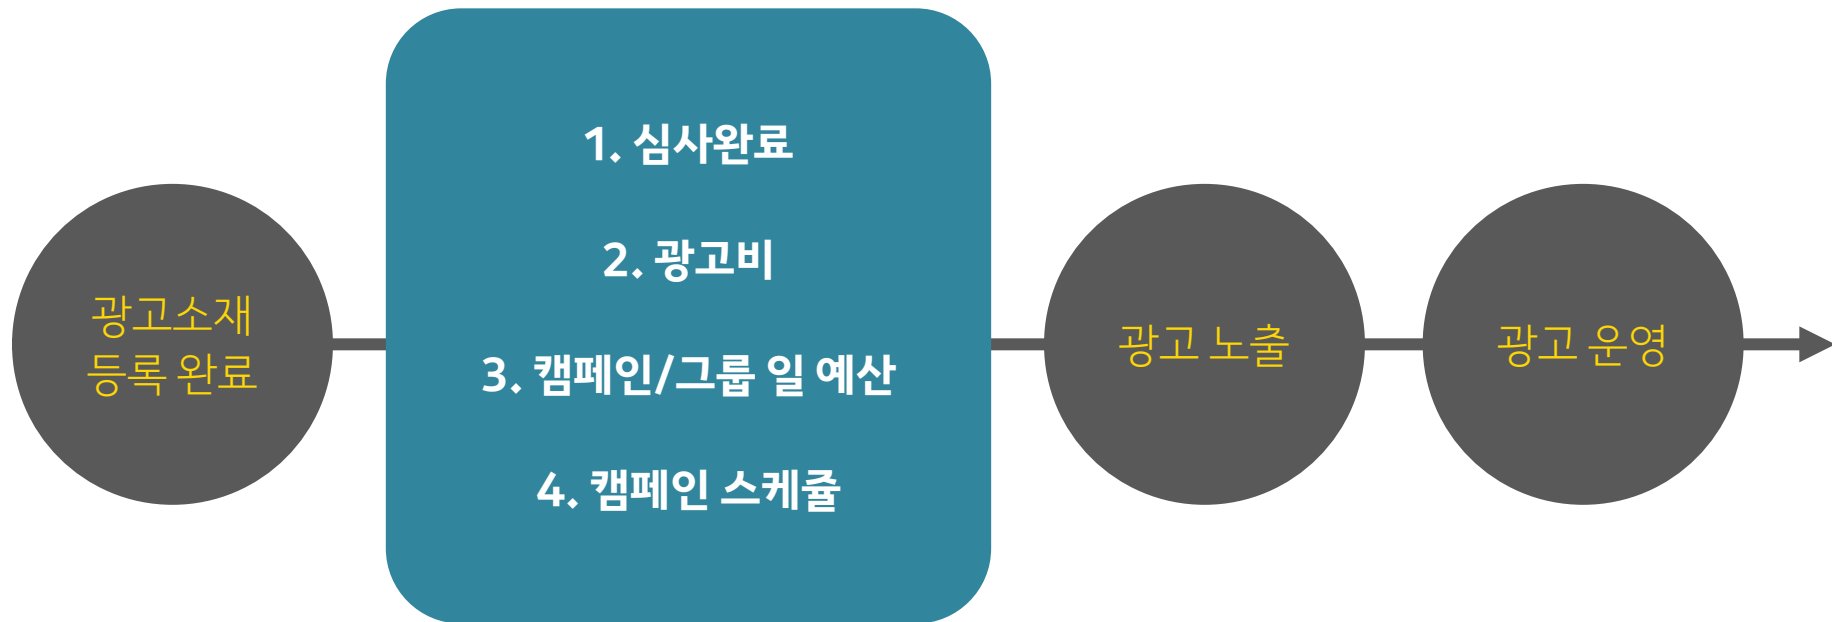 광고소재
등록 완료
1. 심사완료
2. 광고비
3. 캠페인/그룹 일 예산
4. 캠페인 스케쥴
광고 노출
광고 운영